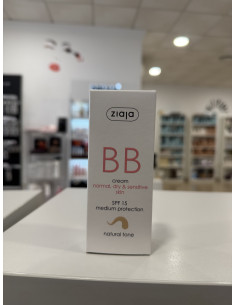 ziaja
BB
cream
normal, dry & sensitive
skin
SPF 15
medium protection
natural tone